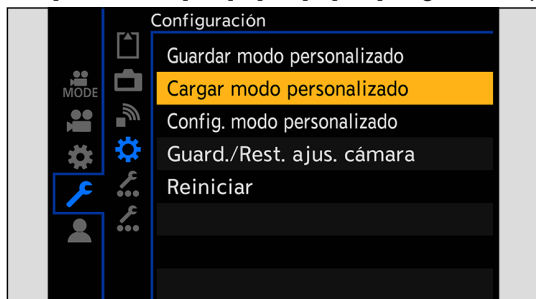 Configuración
Guardar modo personalizado
MODE
Cargar modo personalizado
Config. modo personalizado
Guard./Rest. ajus. cámara
Reiniciar